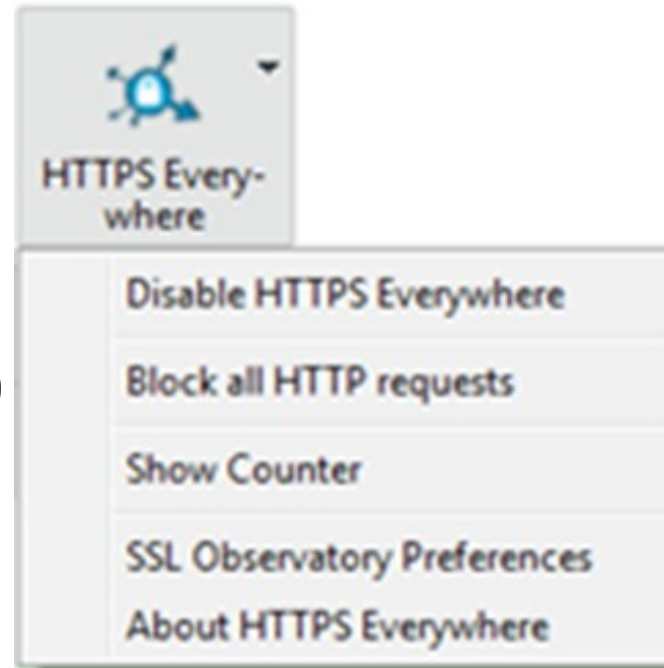 HTTPS Every-
where
Disable HTTPS Everywhere
Block all HTTP requests
Show Counter
SSL Observatory Preferences
About HTTPS Everywhere